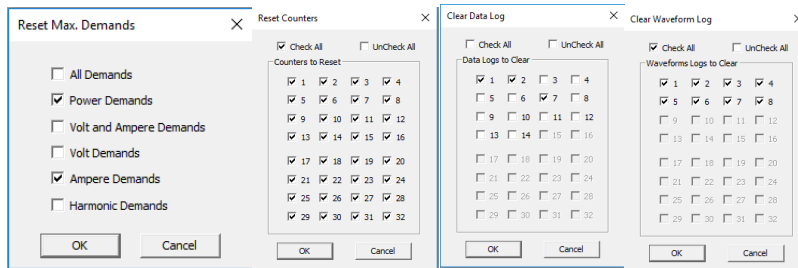 Reset Max. Demands
All Demands
Power Demands
Volt and Ampere Demands
Volt Demands
Ampere Demands
Harmonic Demands
OK Cancel
Reset Counters
Check All UnCheck All
Counters to Reset
1 2 3 4
5 6 7 8
9 10 11 12
13 14 15 16
17 18 19 20
21 22 23 24
25 26 27 28
29 30 31 32
OK Cancel
Clear Data Log
Check All UnCheck All
Data Logs to Clear
1 2 3 4
5 6 7 8
9 10 11 12
13 14 15 16
17 18 19 20
21 22 23 24
25 26 27 28
29 30 31 32
OK Cancel
Clear Waveform Log
Check All UnCheck All
Waveforms Logs to Clear
1 2 3 4
5 6 7 8
9 10 11 12
13 14 15 16
17 18 19 20
21 22 23 24
25 26 27 28
29 30 31 32
OK Cancel